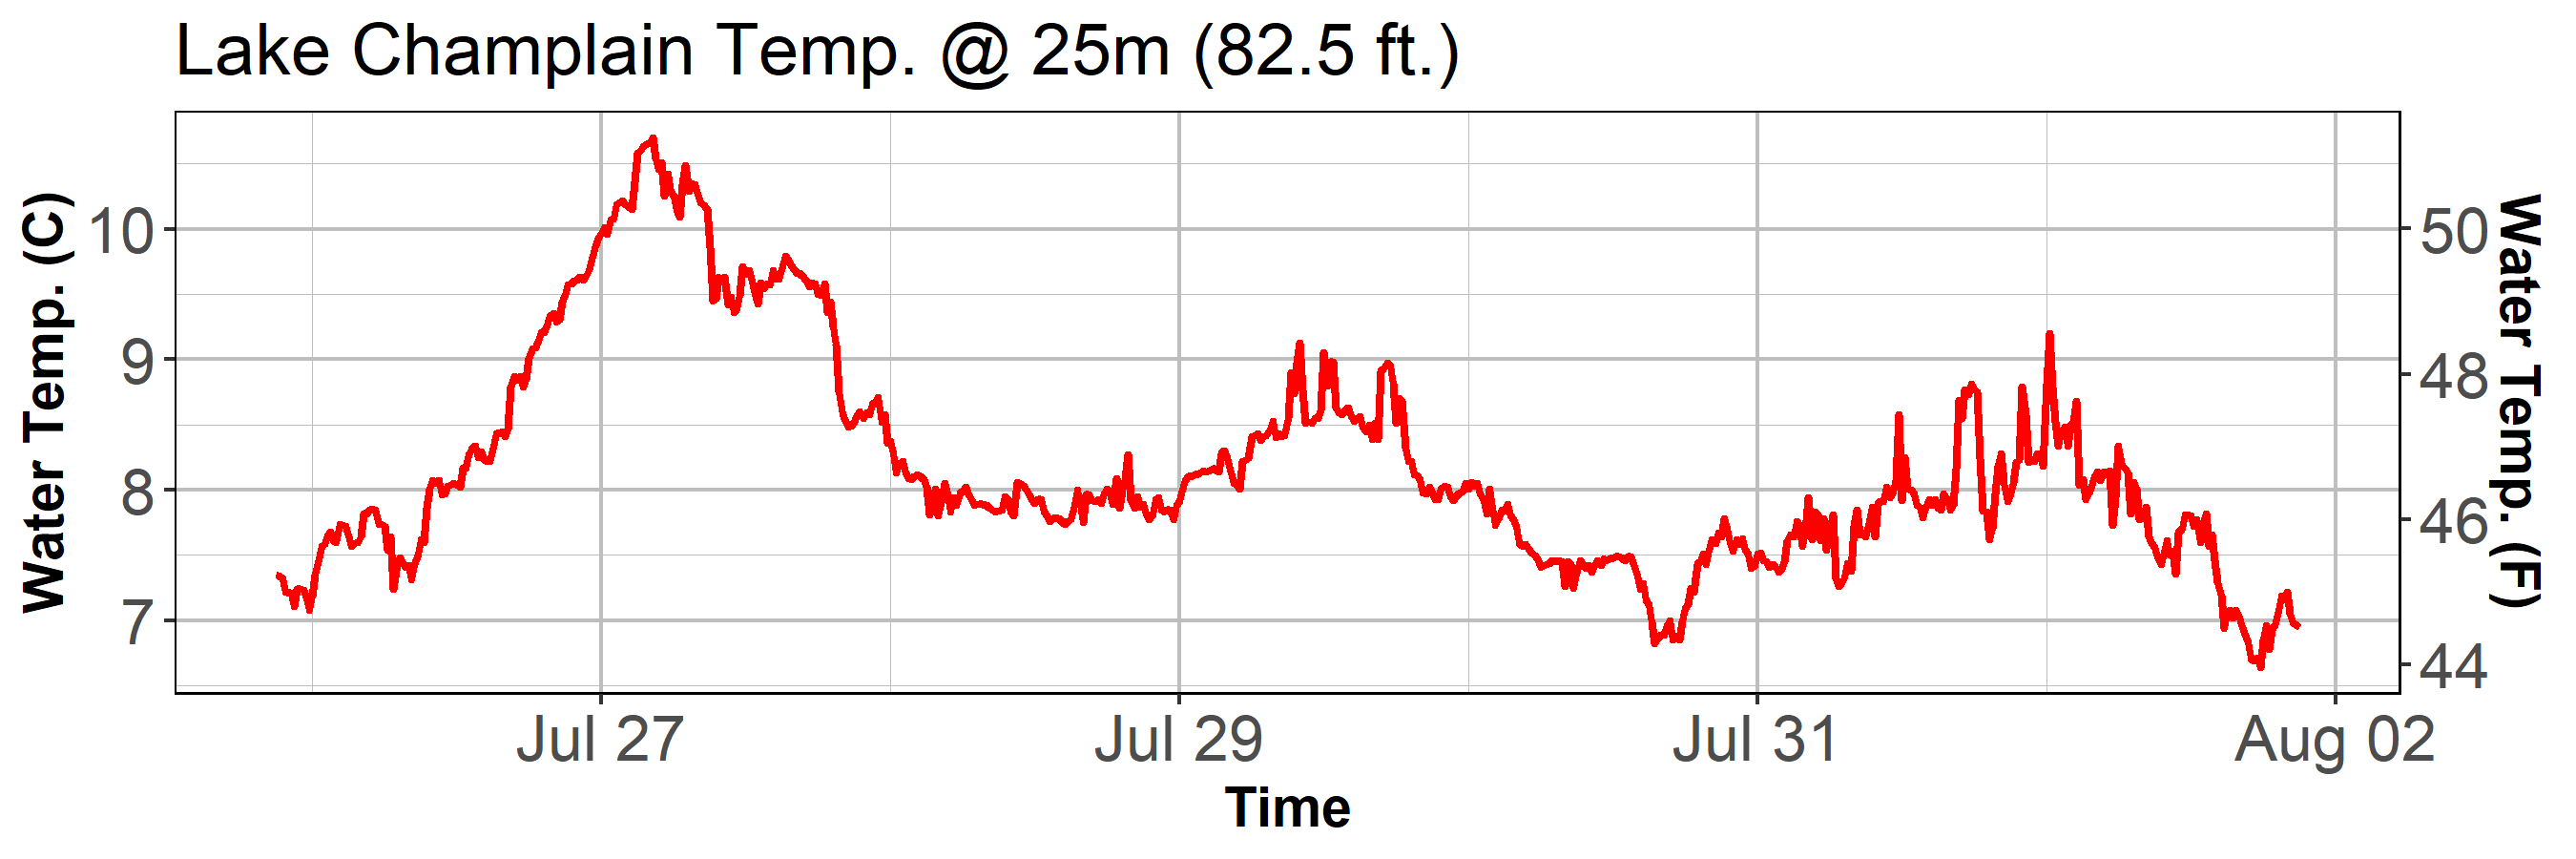 Lake Champlain Temp. @ 25m (82.5 ft.)
Water Temp. (C)
10
9
8
7
50
48
46
44
Water Temp. (F)
Jul 27
Jul 29
Jul 31
Aug 02
Time